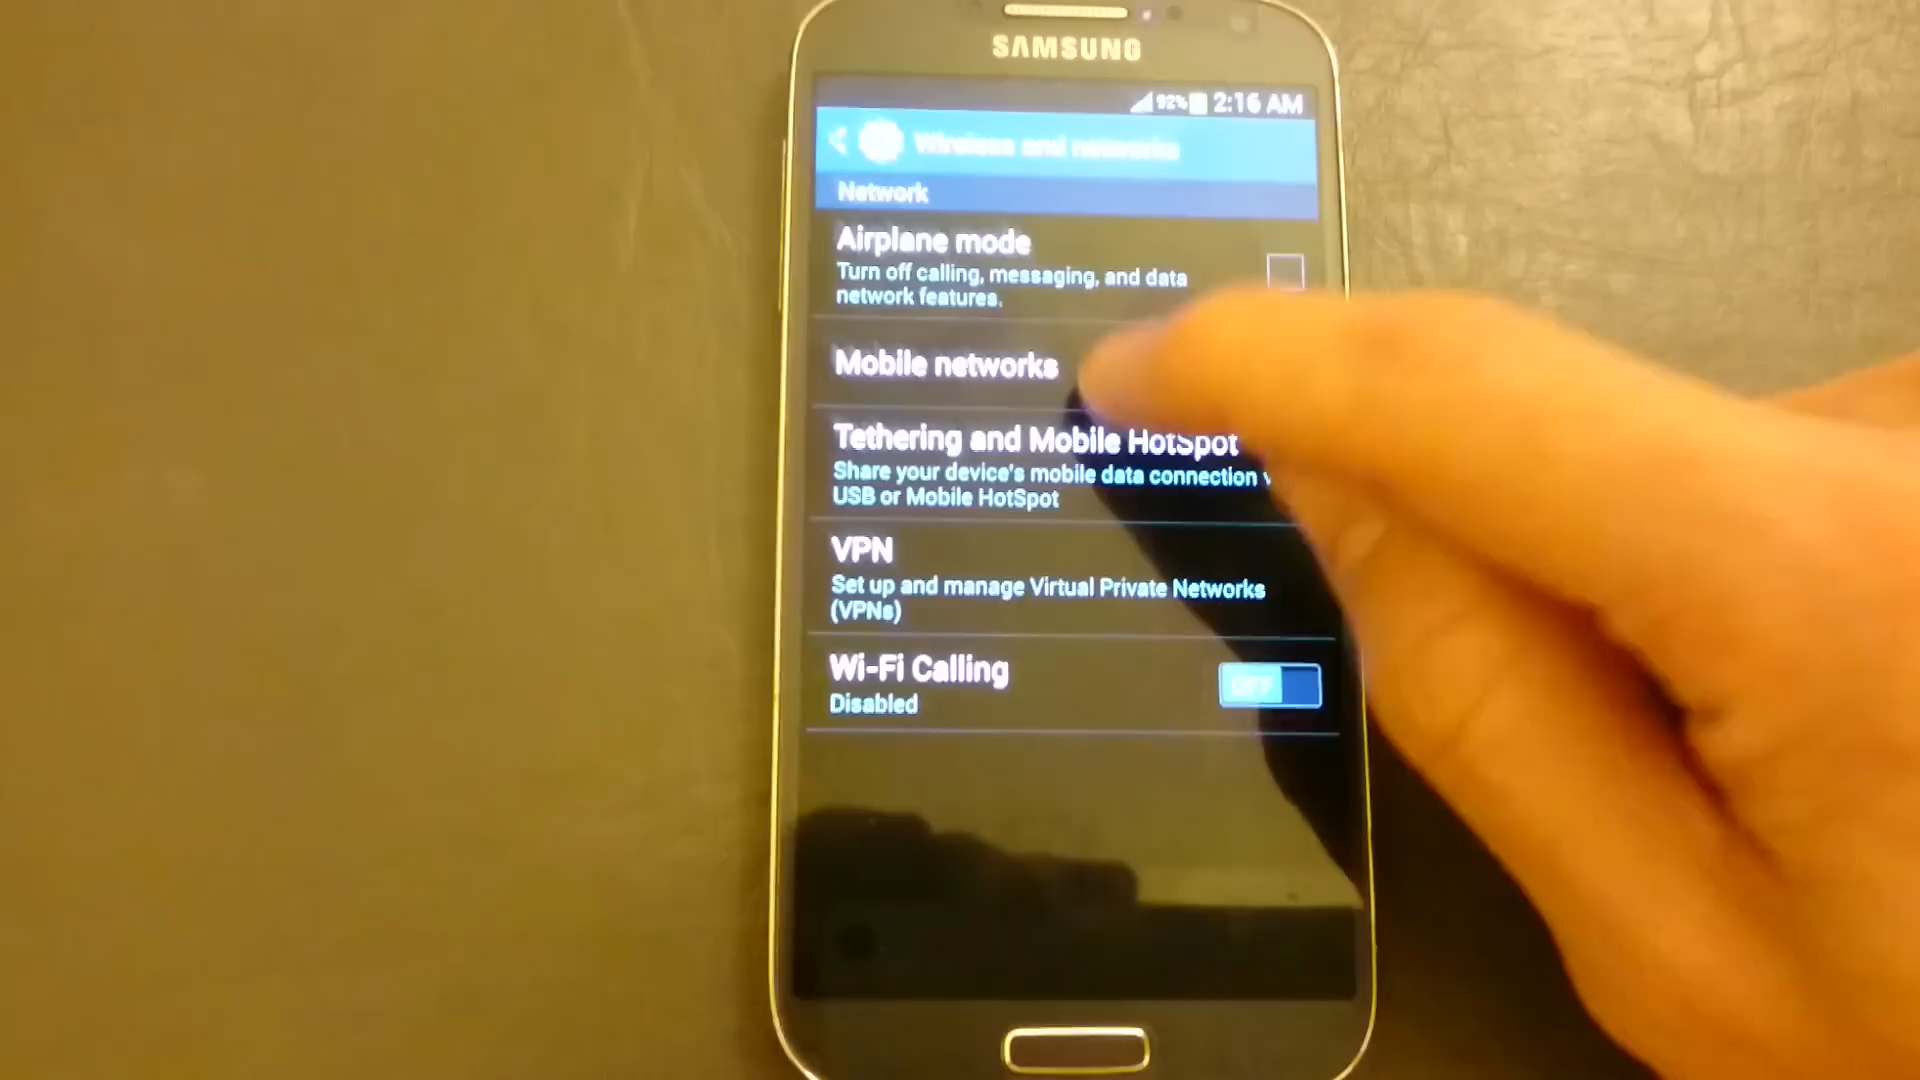 SAMSUNG
92% 2:16 AM
Wireless and networks
Network
Airplane mode
Turn off calling, messaging, and data
network features.
Mobile networks
Tethering and Mobile HotSpot
Share your device's mobile data connection
USB or Mobile HotSpot
VPN
Set up and manage Virtual Private Networks
(VPNs)
Wi-Fi Calling
OFF
Disabled